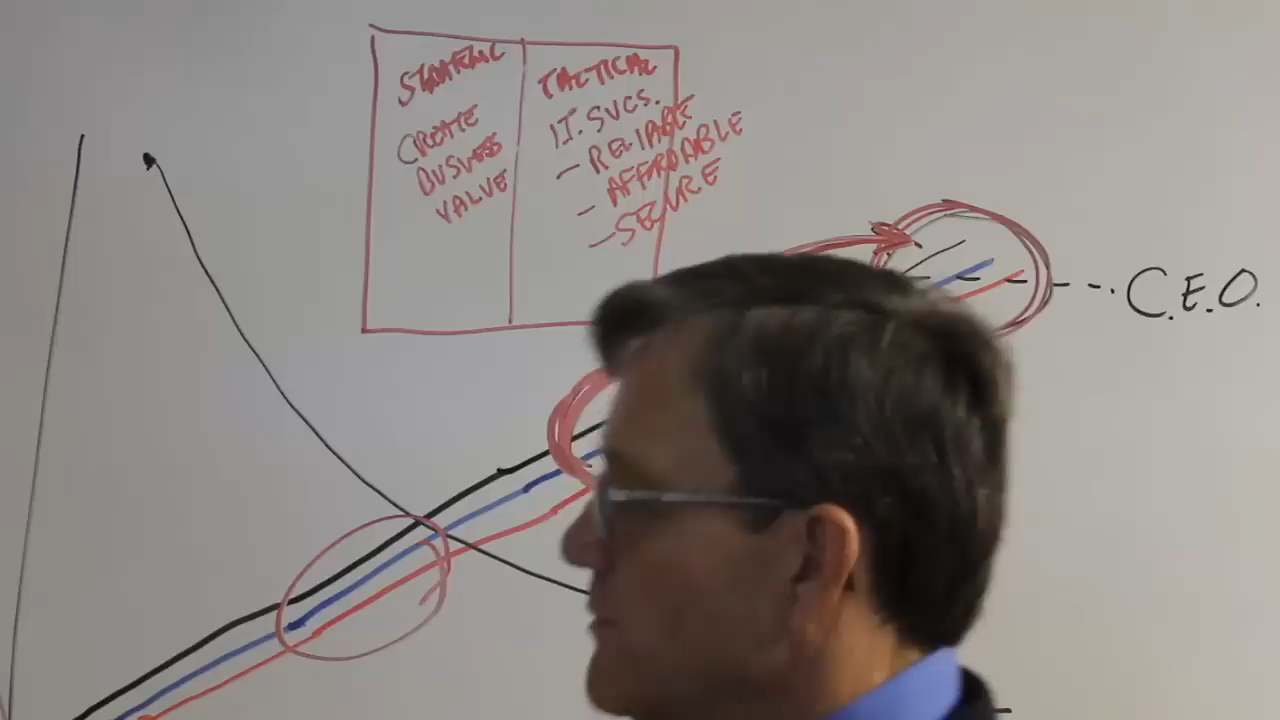 STRATEGIC
CREATE
BUSINESS
VALUE
TACTICAL
I.T. SVCS.
- RELIABLE
- AFFORDABLE
- SECURE
C.E.O.